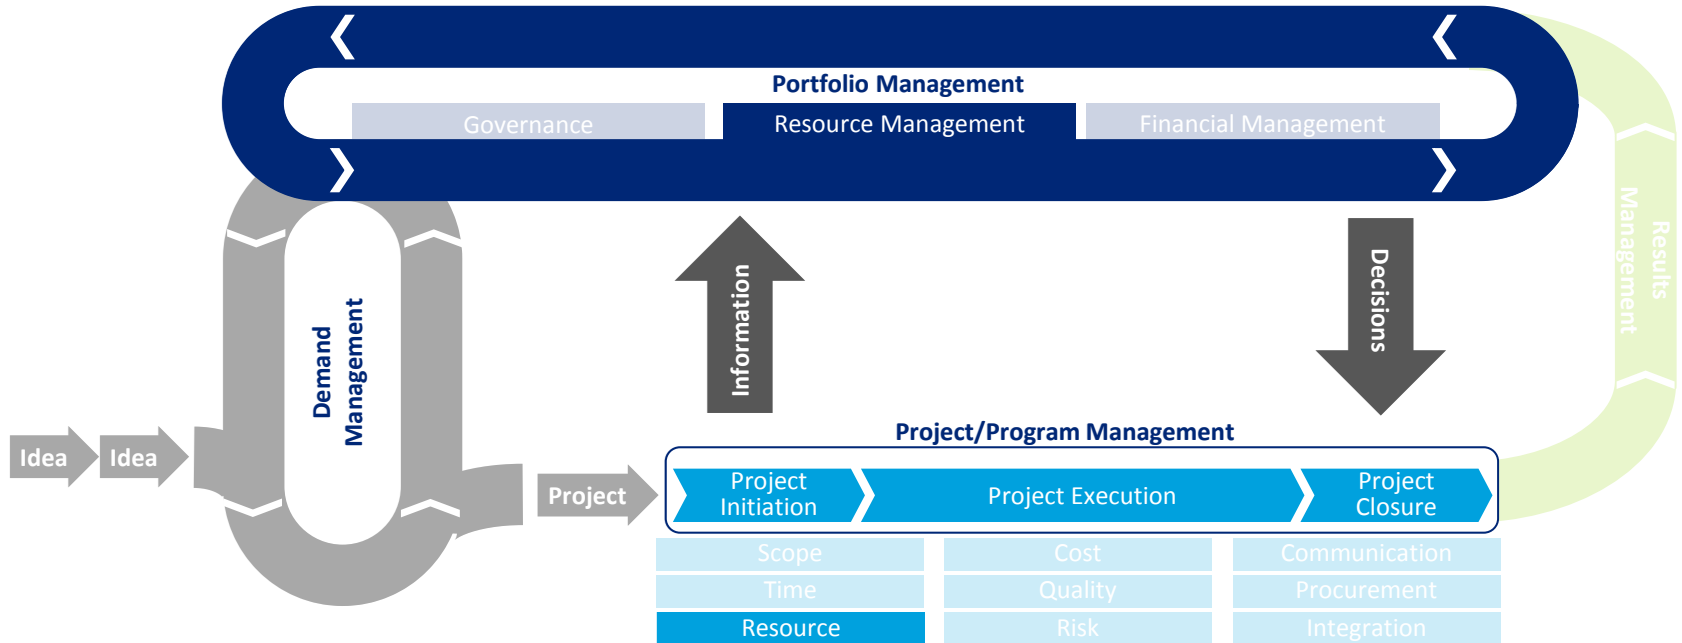 Portfolio Management
Governance
Resource Management
Financial Management
Results
Management
Information
Decisions
Demand
Management
Idea
Idea
Project
Project/Program Management
Project
Initiation
Project Execution
Project
Closure
Scope
Cost
Communication
Time
Quality
Procurement
Resource
Risk
Integration